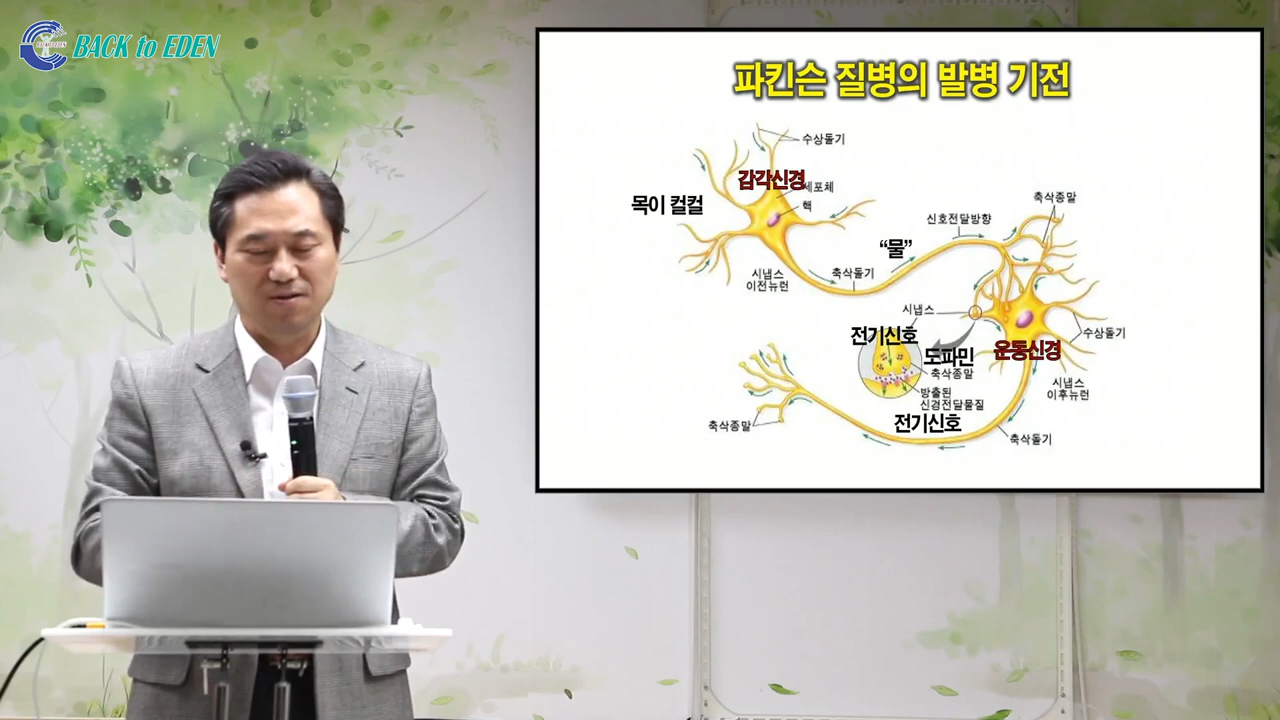 BACK to EDEN
파킨슨 질병의 발병 기전
수상돌기
감각신경
세포체
핵
목이 컬컬
축삭종말
신호전달방향
“물”
시냅스
이전뉴런
축삭돌기
시냅스
전기신호
도파민
운동신경
수상돌기
축삭종말
방출된
신경전달물질
시냅스
이후뉴런
전기신호
축삭종말
축삭돌기